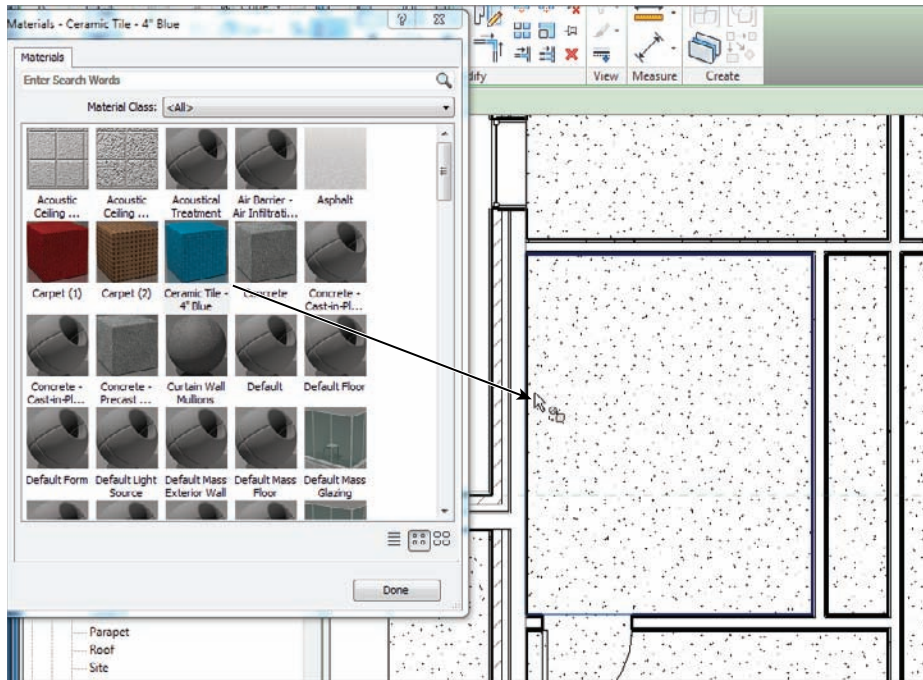 Materials - Ceramic Tile - 4" Blue
Materials
Enter Search Words
Material Class: <All>
Acoustic Ceiling ...
Acoustic Ceiling ...
Acoustical Treatment
Air Barrier - Air Infiltrati...
Asphalt
Carpet (1)
Carpet (2)
Ceramic Tile - 4" Blue
Concrete
Concrete - Cast-in-Pl...
Concrete - Cast-in-Pl...
Concrete - Precast ...
Curtain Wall Mullions
Default
Default Floor
Default Form
Default Light Source
Default Mass Exterior Wall
Default Mass Floor
Default Mass Glazing
Done
View
Measure
Create
Parapet
Roof
Site